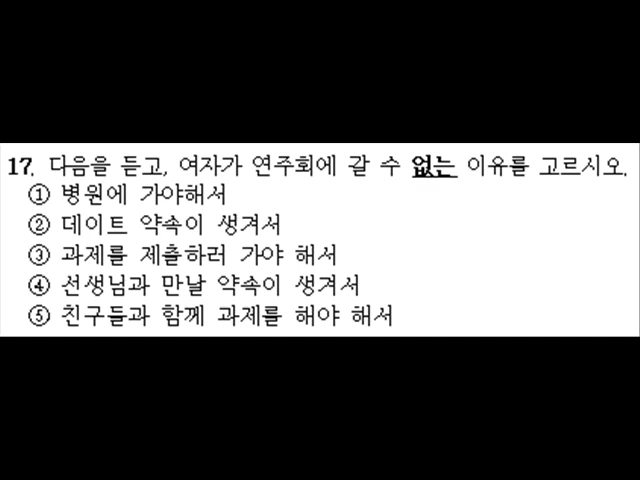 17. 다음을 듣고, 여자가 연주회에 갈 수 없는 이유를 고르시오.
① 병원에 가야해서
② 데이트 약속이 생겨서
③ 과제를 제출하러 가야 해서
④ 선생님과 만날 약속이 생겨서
⑤ 친구들과 함께 과제를 해야 해서